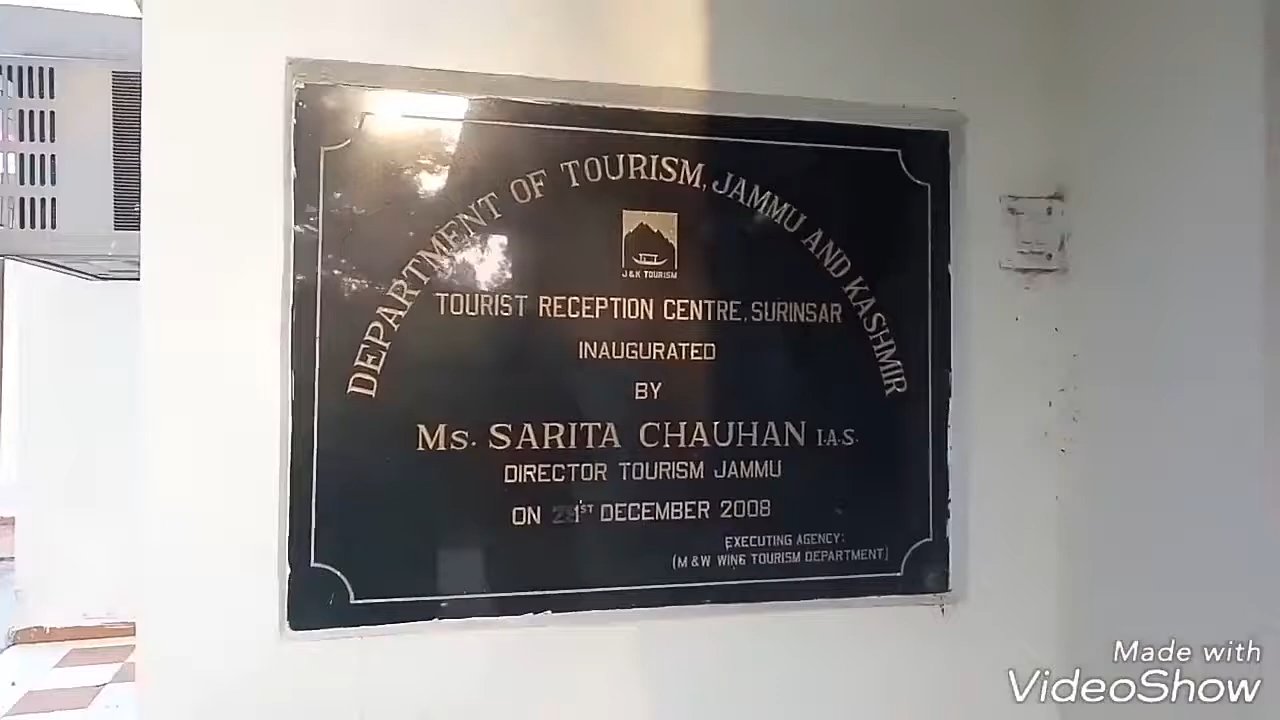 DEPARTMENT OF TOURISM, JAMMU AND KASHMIR
J & K TOURISM
TOURIST RECEPTION CENTRE, SURINSAR
INAUGURATED
BY
Ms. SARITA CHAUHAN I.A.S.
DIRECTOR TOURISM JAMMU
ON DECEMBER 2008
EXECUTING AGENCY:
(M & W WING TOURISM DEPARTMENT)
Made with
VideoShow